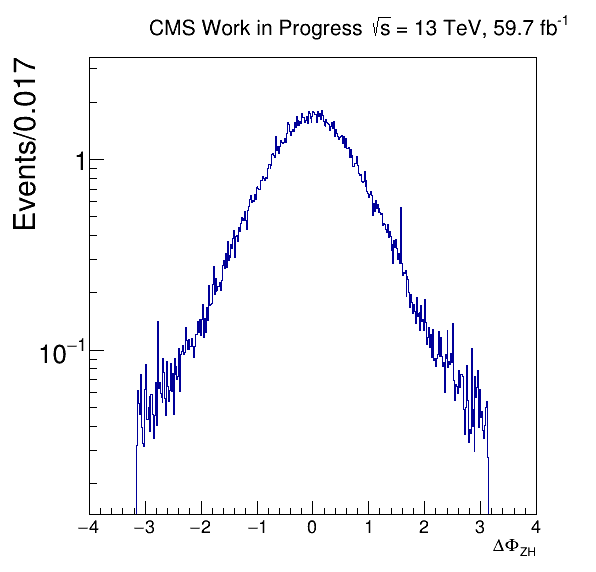 CMS Work in Progress √s = 13 TeV, 59.7 fb⁻¹
Events/0.017
1
10⁻¹
−4 −3 −2 −1 0 1 2 3 4
ΔΦ_ZH